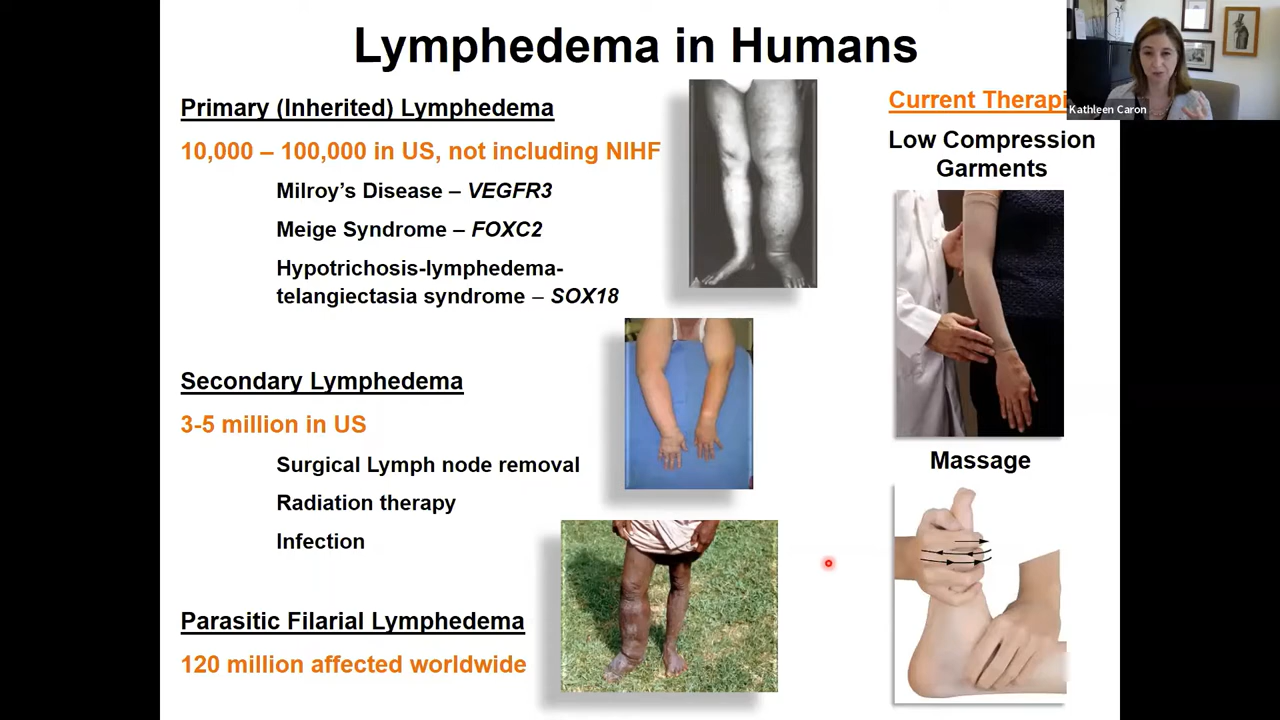 Lymphedema in Humans
Primary (Inherited) Lymphedema
10,000 – 100,000 in US, not including NIHF
Milroy's Disease – VEGFR3
Meige Syndrome – FOXC2
Hypotrichosis-lymphedema-
telangiectasia syndrome – SOX18
Secondary Lymphedema
3-5 million in US
Surgical Lymph node removal
Radiation therapy
Infection
Parasitic Filarial Lymphedema
120 million affected worldwide
Current Therapi
Low Compression
Garments
Massage
Kathleen Caron